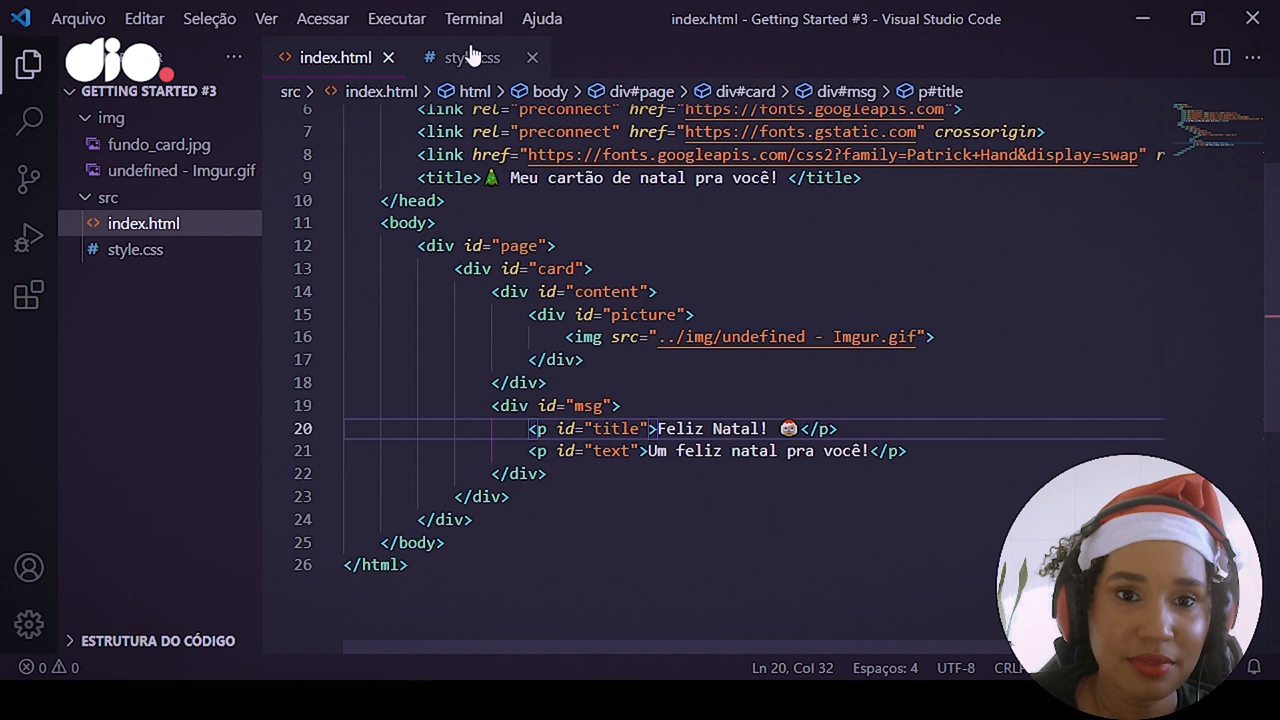 Arquivo Editar Seleção Ver Acessar Executar Terminal Ajuda index.html - Getting Started #3 - Visual Studio Code
dio.
index.html
# style.css
GETTING STARTED #3
img
fundo_card.jpg
undefined - Imgur.gif
src
index.html
# style.css
ESTRUTURA DO CÓDIGO
src > index.html > html > body > div#page > div#card > div#msg > p#title
6 <link rel="preconnect" href="https://fonts.googleapis.com">
7 <link rel="preconnect" href="https://fonts.gstatic.com" crossorigin>
8 <link href="https://fonts.googleapis.com/css2?family=Patrick+Hand&display=swap" r
9 <title>🎄 Meu cartão de natal pra você! </title>
10 </head>
11 <body>
12 <div id="page">
13 <div id="card">
14 <div id="content">
15 <div id="picture">
16 <img src="../img/undefined - Imgur.gif">
17 </div>
18 </div>
19 <div id="msg">
20 <p id="title">Feliz Natal! 🎅</p>
21 <p id="text">Um feliz natal pra você!</p>
22 </div>
23 </div>
24 </div>
25 </body>
26 </html>
0 0 Ln 20, Col 32 Espaços: 4 UTF-8 CRLF